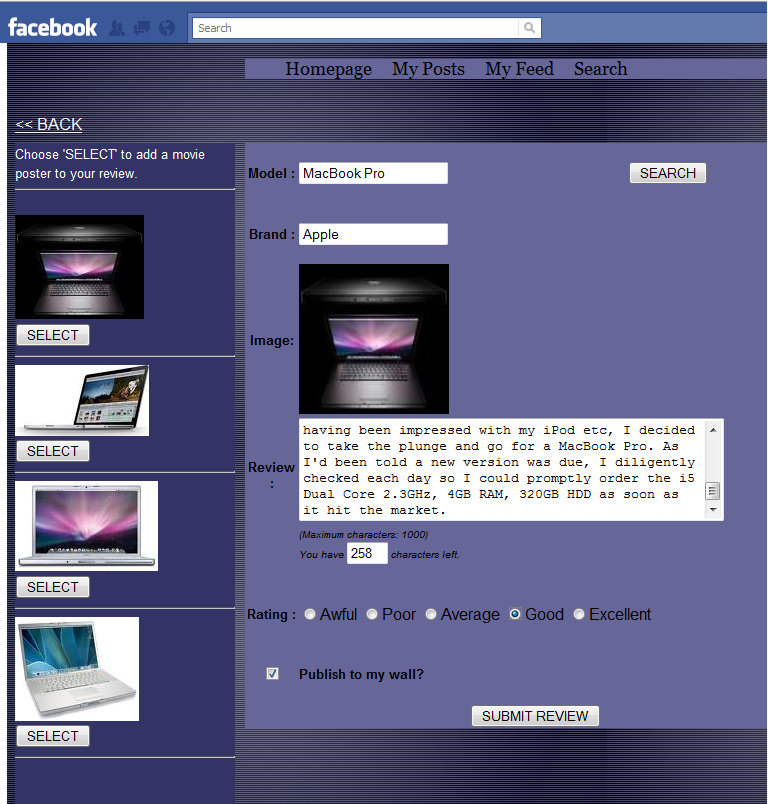 facebook
Search
Homepage My Posts My Feed Search
<< BACK
Choose 'SELECT' to add a movie
poster to your review.
SELECT
SELECT
SELECT
SELECT
Model : MacBook Pro SEARCH
Brand : Apple
Image:
Review
:
having been impressed with my iPod etc, I decided
to take the plunge and go for a MacBook Pro. As
I'd been told a new version was due, I diligently
checked each day so I could promptly order the i5
Dual Core 2.3GHz, 4GB RAM, 320GB HDD as soon as
it hit the market.
(Maximum characters: 1000)
You have 258 characters left.
Rating : Awful Poor Average Good Excellent
Publish to my wall?
SUBMIT REVIEW